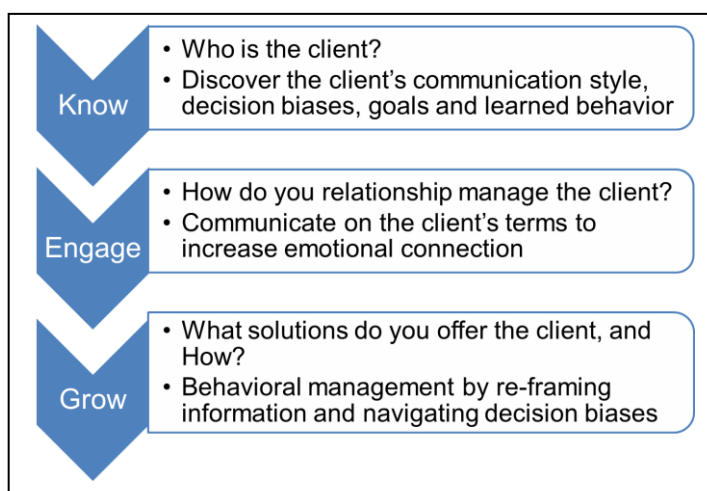 Know
• Who is the client?
• Discover the client's communication style,
decision biases, goals and learned behavior
Engage
• How do you relationship manage the client?
• Communicate on the client's terms to
increase emotional connection
Grow
• What solutions do you offer the client, and
How?
• Behavioral management by re-framing
information and navigating decision biases